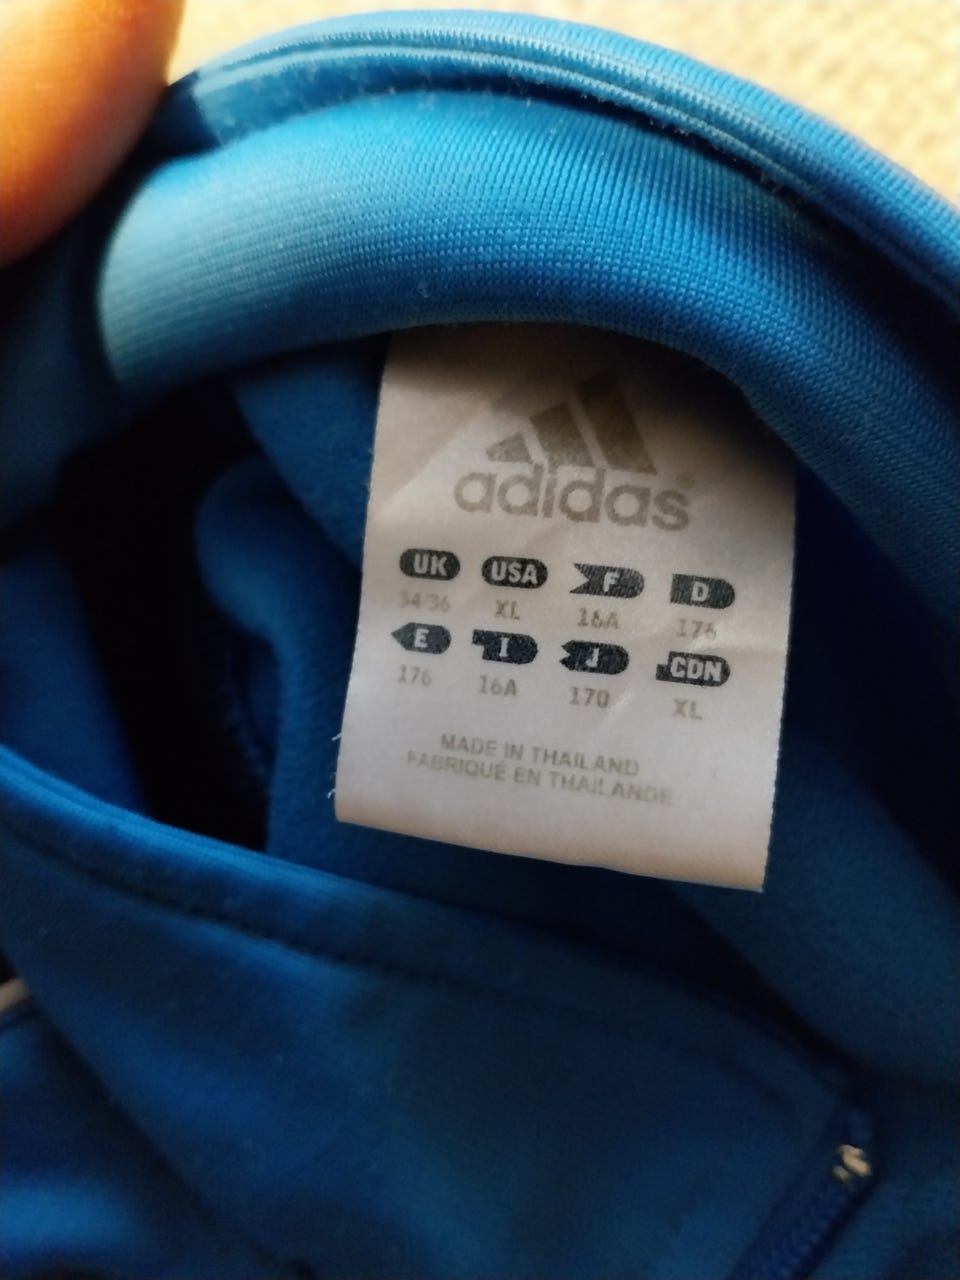 adidas®
UK USA F D
34/36 XL 16A 176
E I J CDN
176 16A 170 XL
MADE IN THAILAND
FABRIQUÉ EN THAILANDE